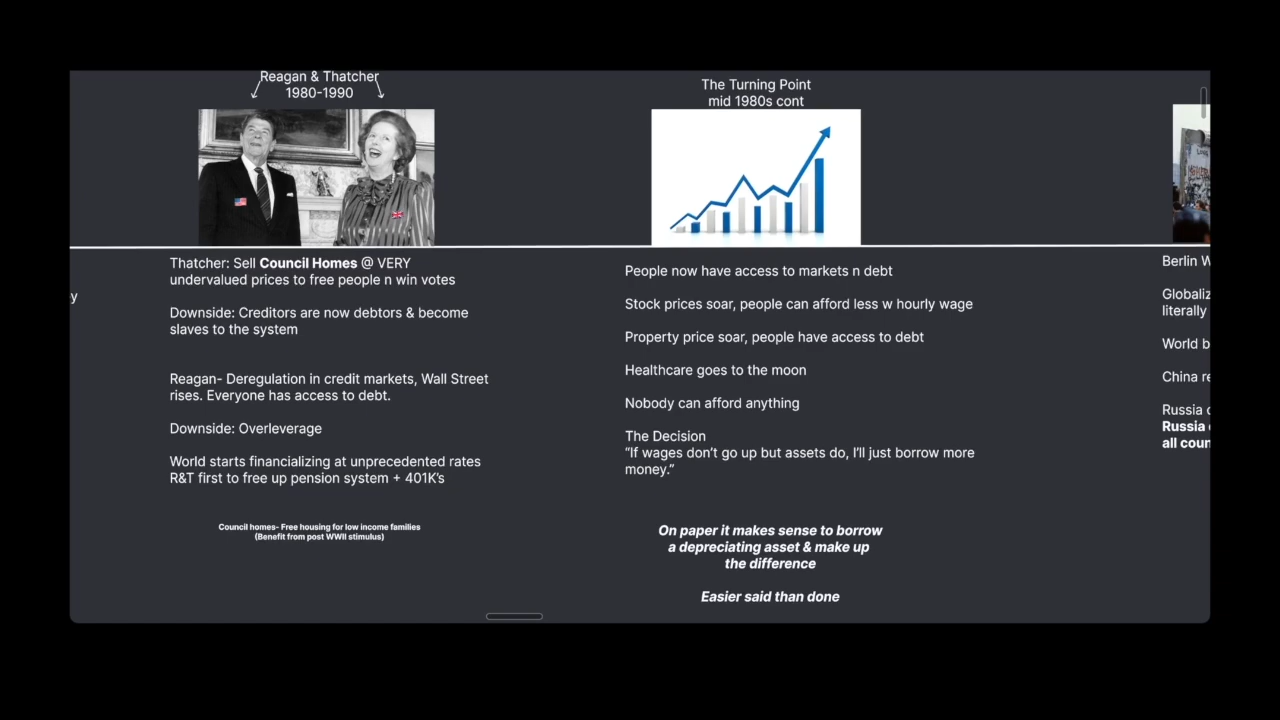 Reagan & Thatcher
1980-1990
Thatcher: Sell Council Homes @ VERY
undervalued prices to free people n win votes
Downside: Creditors are now debtors & become
slaves to the system
Reagan- Deregulation in credit markets, Wall Street
rises. Everyone has access to debt.
Downside: Overleverage
World starts financializing at unprecedented rates
R&T first to free up pension system + 401K's
Council homes- Free housing for low income families
(Benefit from post WWII stimulus)
The Turning Point
mid 1980s cont
People now have access to markets n debt
Stock prices soar, people can afford less w hourly wage
Property price soar, people have access to debt
Healthcare goes to the moon
Nobody can afford anything
The Decision
“If wages don't go up but assets do, I'll just borrow more
money.”
On paper it makes sense to borrow
a depreciating asset & make up
the difference
Easier said than done
y
Berlin W
Globaliz
literally
World b
China re
Russia
Russia
all coun